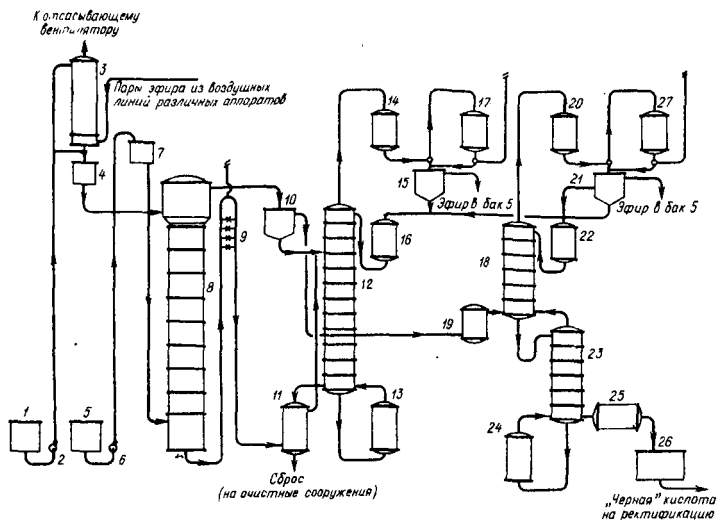 К отсасывающему
вентилятору
3
Пары эфира из воздушных
линий различных аппаратов
14
17
20
27
4
7
15
Эфир в бак 5
21
Эфир в бак 5
10
9
16
22
18
8
12
19
23
1
5
2
6
11
13
24
25
26
Сброс
(на очистные сооружения)
„Черная" кислота
на ректификацию